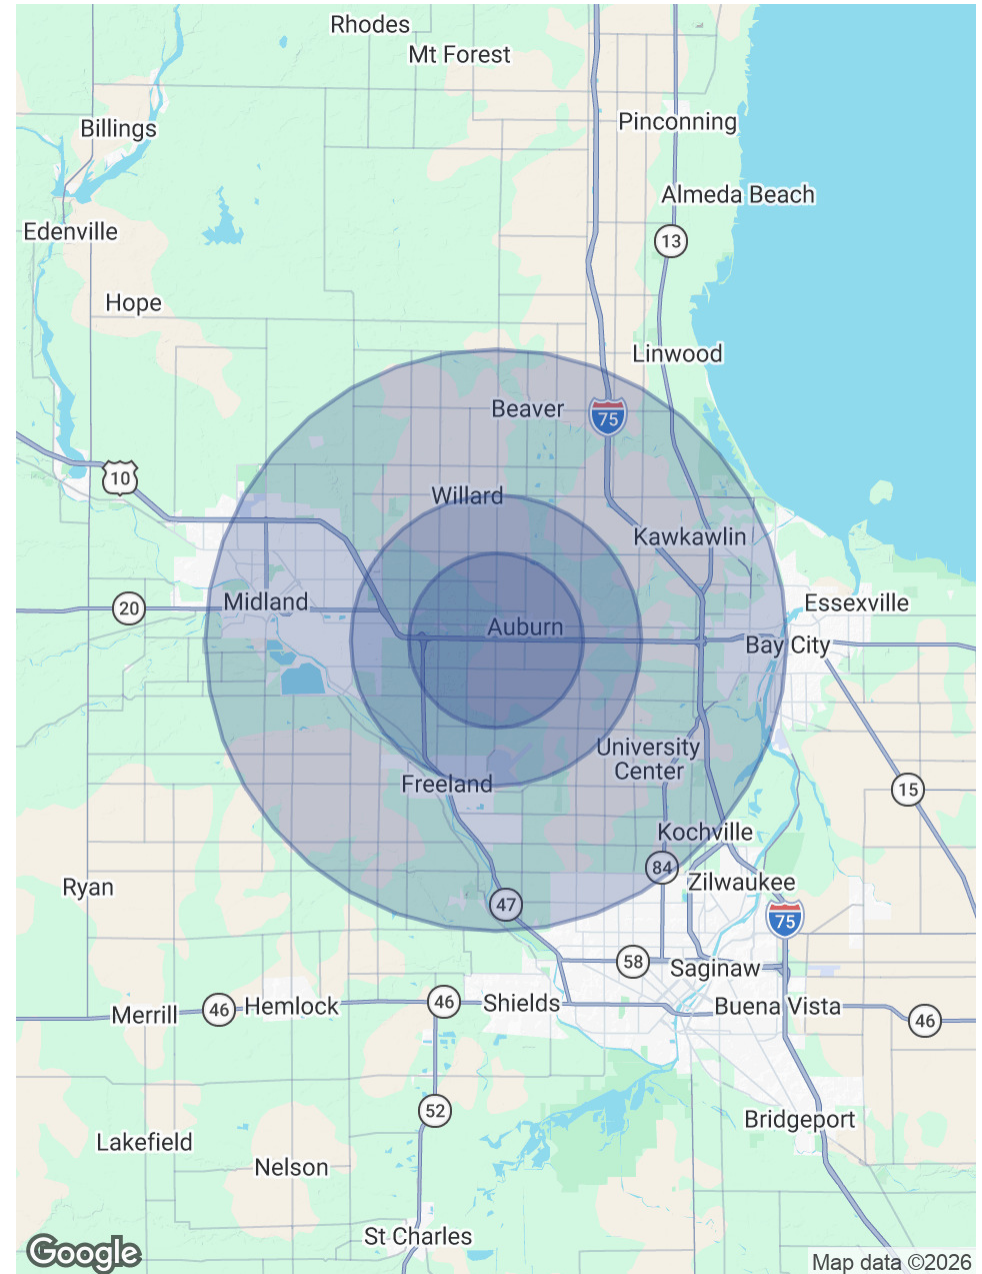 Rhodes
Mt Forest
Pinconning
Billings
Almeda Beach
Edenville
13
Hope
Linwood
Beaver
75
10
Willard
Kawkawlin
20
Midland
Essexville
Auburn
Bay City
University
Center
Freeland
15
Kochville
84
Ryan
Zilwaukee
47
75
58
Saginaw
46
Hemlock
46
Shields
Buena Vista
Merrill
46
52
Bridgeport
Lakefield
Nelson
St Charles
Google
Map data ©2026